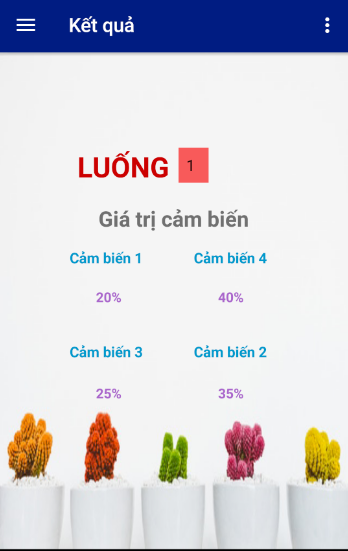 Kết quả
LUỐNG 1
Giá trị cảm biến
Cảm biến 1 Cảm biến 4
20% 40%
Cảm biến 3 Cảm biến 2
25% 35%